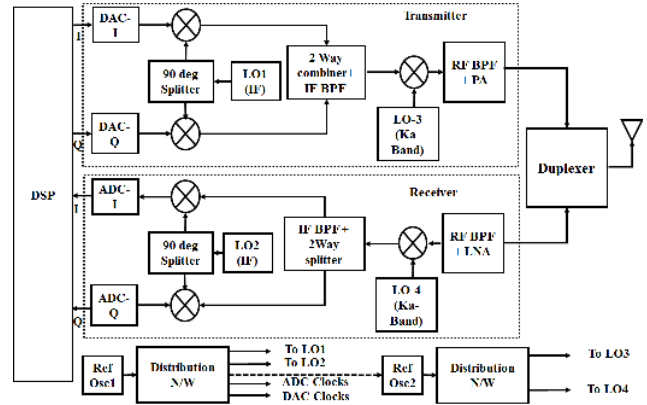 Transmitter
DAC-
I
I
2 Way
combiner+
IF BPF
RF BPF
+ PA
90 deg
Splitter
LO1
(IF)
DAC-
Q
Q
LO-3
(Ka
Band)
DSP
Duplexer
Receiver
ADC-
I
I
IF BPF+
2Way
splitter
RF BPF
+LNA
90 deg
Splitter
LO2
(IF)
LO-4
(Ka-
Band)
ADC-
Q
Q
Ref
Osc1
Distribution
N/W
To LO1
To LO2
ADC Clocks
DAC Clocks
Ref
Osc2
Distribution
N/W
To LO3
To LO4